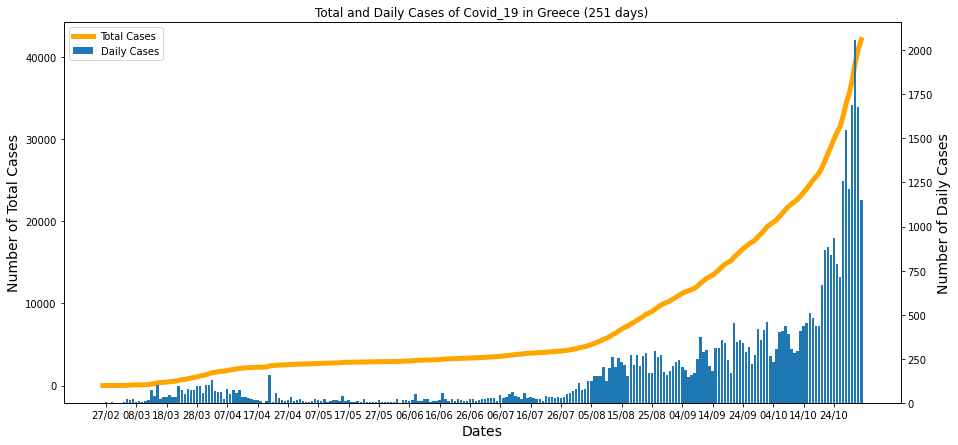 Total and Daily Cases of Covid_19 in Greece (251 days)
Total Cases
Daily Cases
Number of Total Cases
40000
30000
20000
10000
0
Number of Daily Cases
2000
1750
1500
1250
1000
750
500
250
0
27/02 08/03 18/03 28/03 07/04 17/04 27/04 07/05 17/05 27/05 06/06 16/06 26/06 06/07 16/07 26/07 05/08 15/08 25/08 04/09 14/09 24/09 04/10 14/10 24/10
Dates